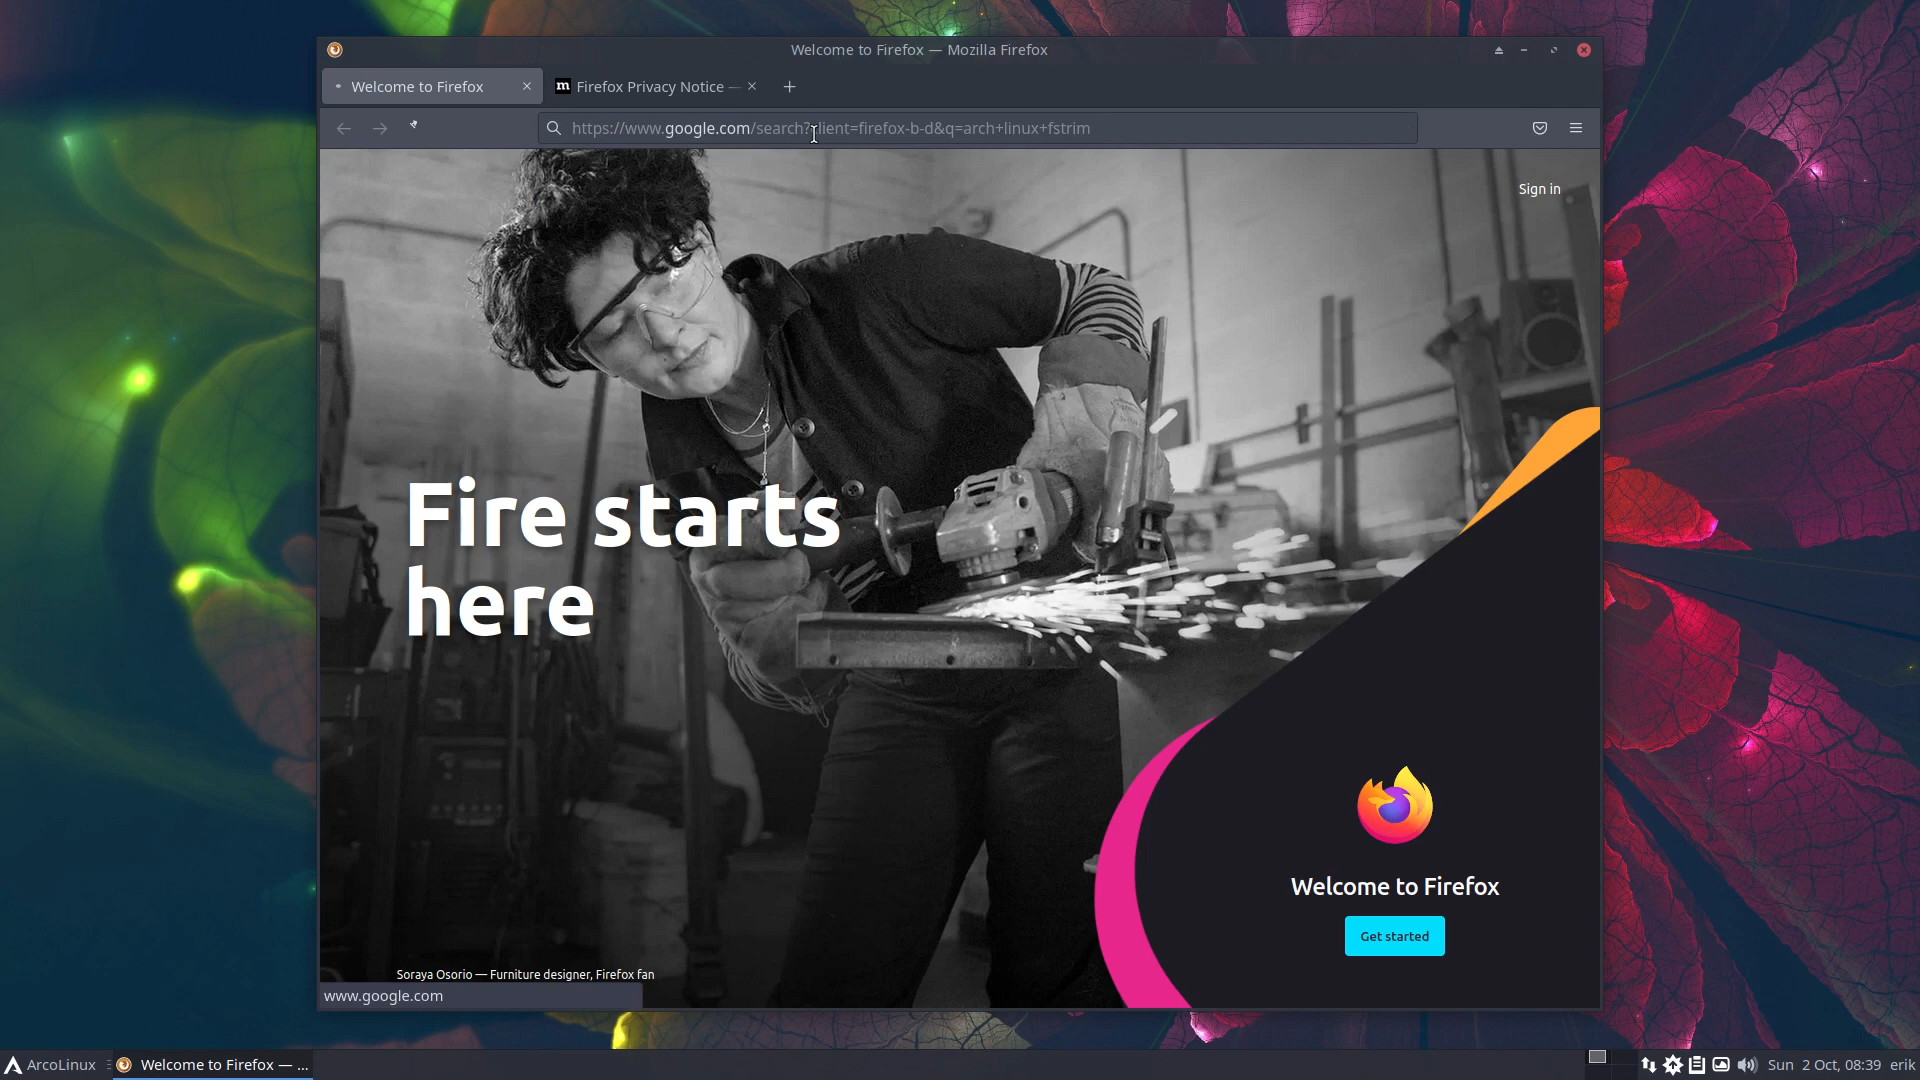 Welcome to Firefox — Mozilla Firefox
Welcome to Firefox
m Firefox Privacy Notice —
https://www.google.com/search?client=firefox-b-d&q=arch+linux+fstrim
Sign in
Fire starts
here
Welcome to Firefox
Get started
Soraya Osorio — Furniture designer, Firefox fan
www.google.com
ArcoLinux
Welcome to Firefox — ...
Sun 2 Oct, 08:39 erik